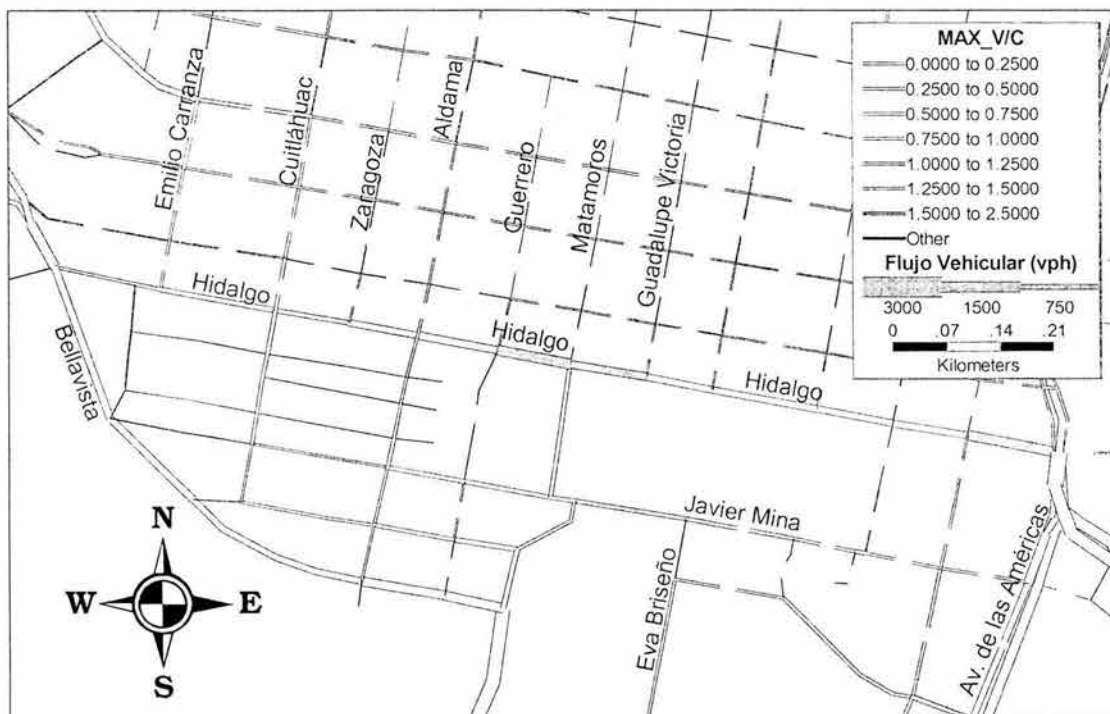 MAX_V/C
0.0000 to 0.2500
0.2500 to 0.5000
0.5000 to 0.7500
0.7500 to 1.0000
1.0000 to 1.2500
1.2500 to 1.5000
1.5000 to 2.5000
Other
Flujo Vehicular (vph)
3000 1500 750
0 .07 .14 .21
Kilometers
Emilio Carranza
Cuitláhuac
Zaragoza
Aldama
Guerrero
Matamoros
Guadalupe Victoria
Hidalgo
Hidalgo
Hidalgo
Bellavista
Javier Mina
Eva Briseño
Av. de las Américas
N
W E
S